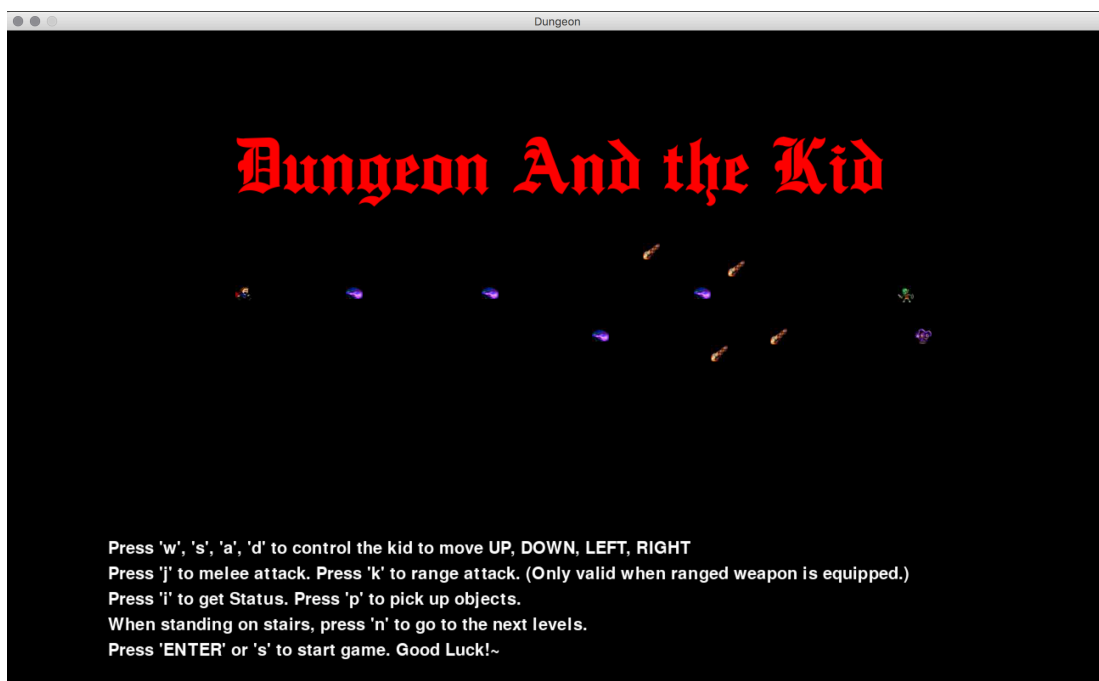 Dungeon
Dungeon And the Kid
Press 'w', 's', 'a', 'd' to control the kid to move UP, DOWN, LEFT, RIGHT
Press 'j' to melee attack. Press 'k' to range attack. (Only valid when ranged weapon is equipped.)
Press 'i' to get Status. Press 'p' to pick up objects.
When standing on stairs, press 'n' to go to the next levels.
Press 'ENTER' or 's' to start game. Good Luck!~